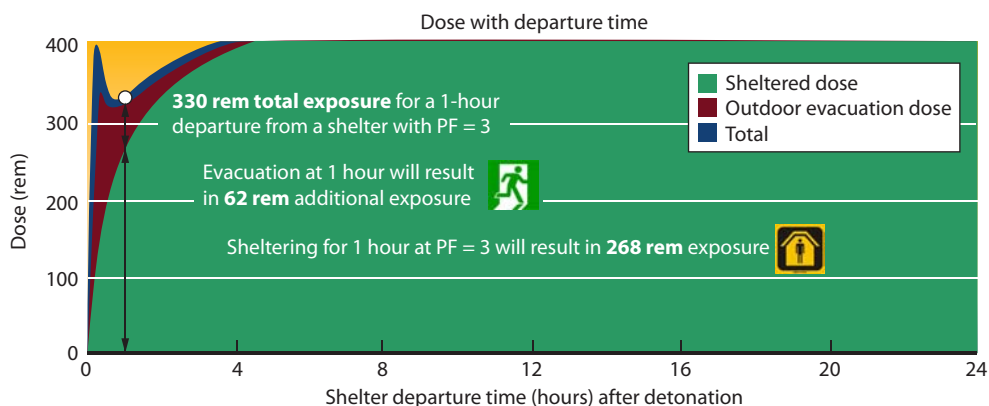 Dose with departure time
400
300
200
100
0
Dose (rem)
330 rem total exposure for a 1-hour
departure from a shelter with PF = 3
Evacuation at 1 hour will result
in 62 rem additional exposure
Sheltering for 1 hour at PF = 3 will result in 268 rem exposure
Sheltered dose
Outdoor evacuation dose
Total
0 4 8 12 16 20 24
Shelter departure time (hours) after detonation